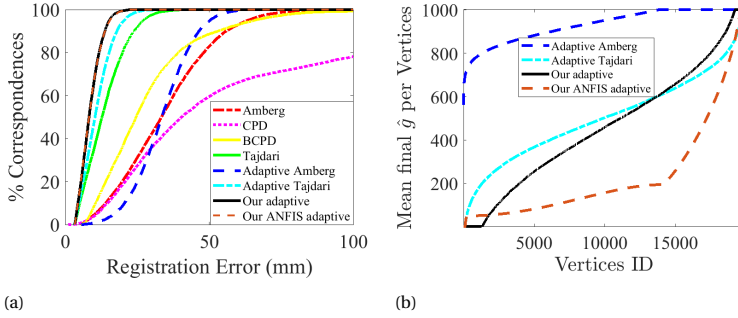 100
80
60
40
20
0
% Correspondences
0
50
100
Registration Error (mm)
Amberg
CPD
BCPD
Tajdari
Adaptive Amberg
Adaptive Tajdari
Our adaptive
Our ANFIS adaptive
(a)
1000
800
600
400
200
Mean final ĝ per Vertices
5000
10000
15000
Vertices ID
Adaptive Amberg
Adaptive Tajdari
Our adaptive
Our ANFIS adaptive
(b)